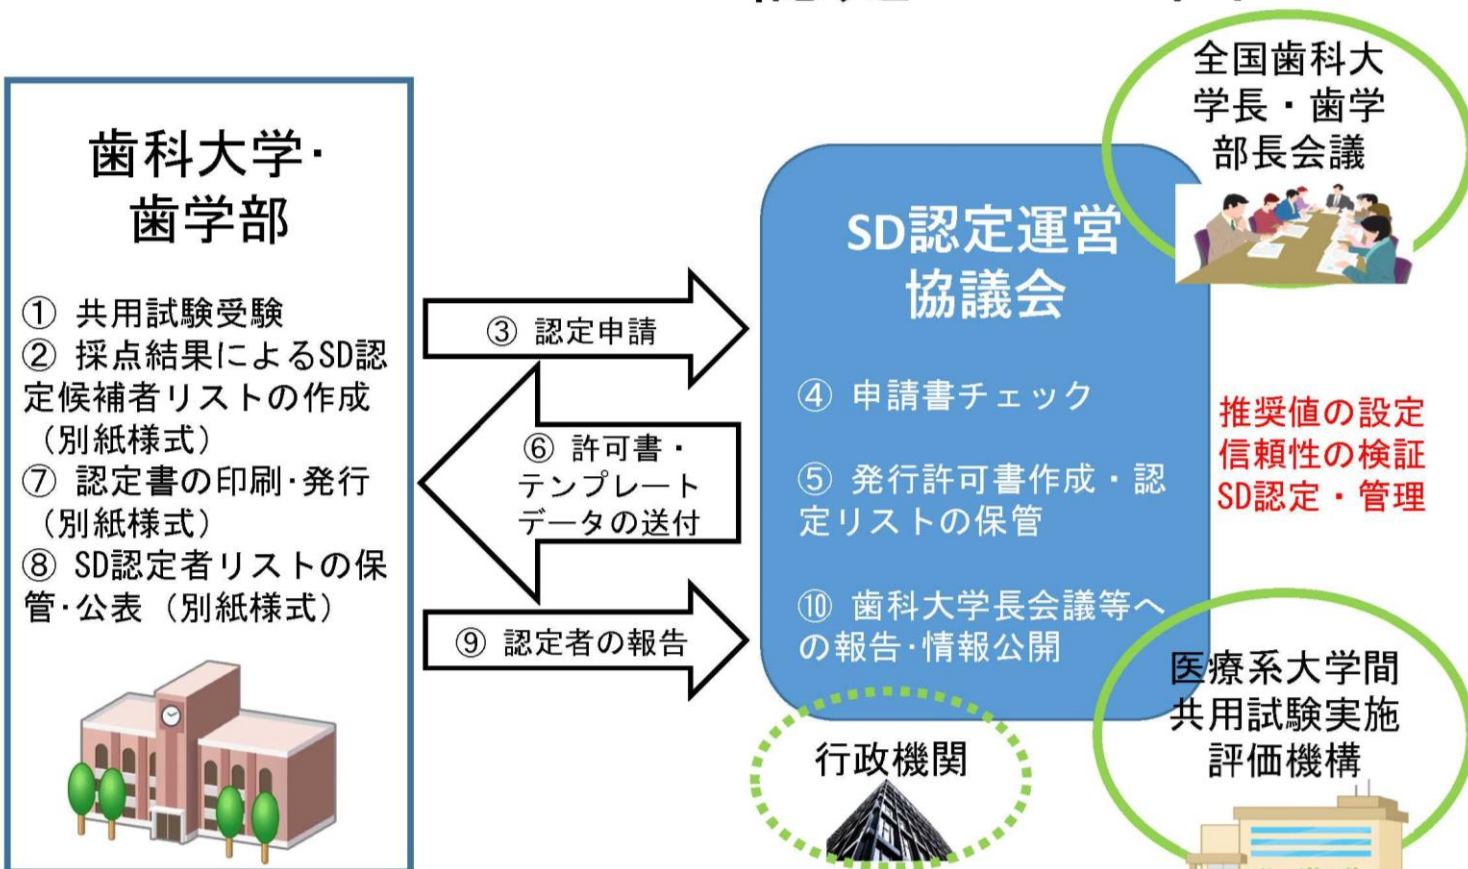 歯科大学・
歯学部
① 共用試験受験
② 採点結果によるSD認
定候補者リストの作成
（別紙様式）
⑦ 認定書の印刷・発行
（別紙様式）
⑧ SD認定者リストの保
管・公表（別紙様式）
③ 認定申請
⑥ 許可書・
テンプレート
データの送付
⑨ 認定者の報告
SD認定運営
協議会
④ 申請書チェック
⑤ 発行許可書作成・認
定リストの保管
⑩ 歯科大学長会議等へ
の報告・情報公開
全国歯科大
学長・歯学
部長会議
推奨値の設定
信頼性の検証
SD認定・管理
行政機関
医療系大学間
共用試験実施
評価機構